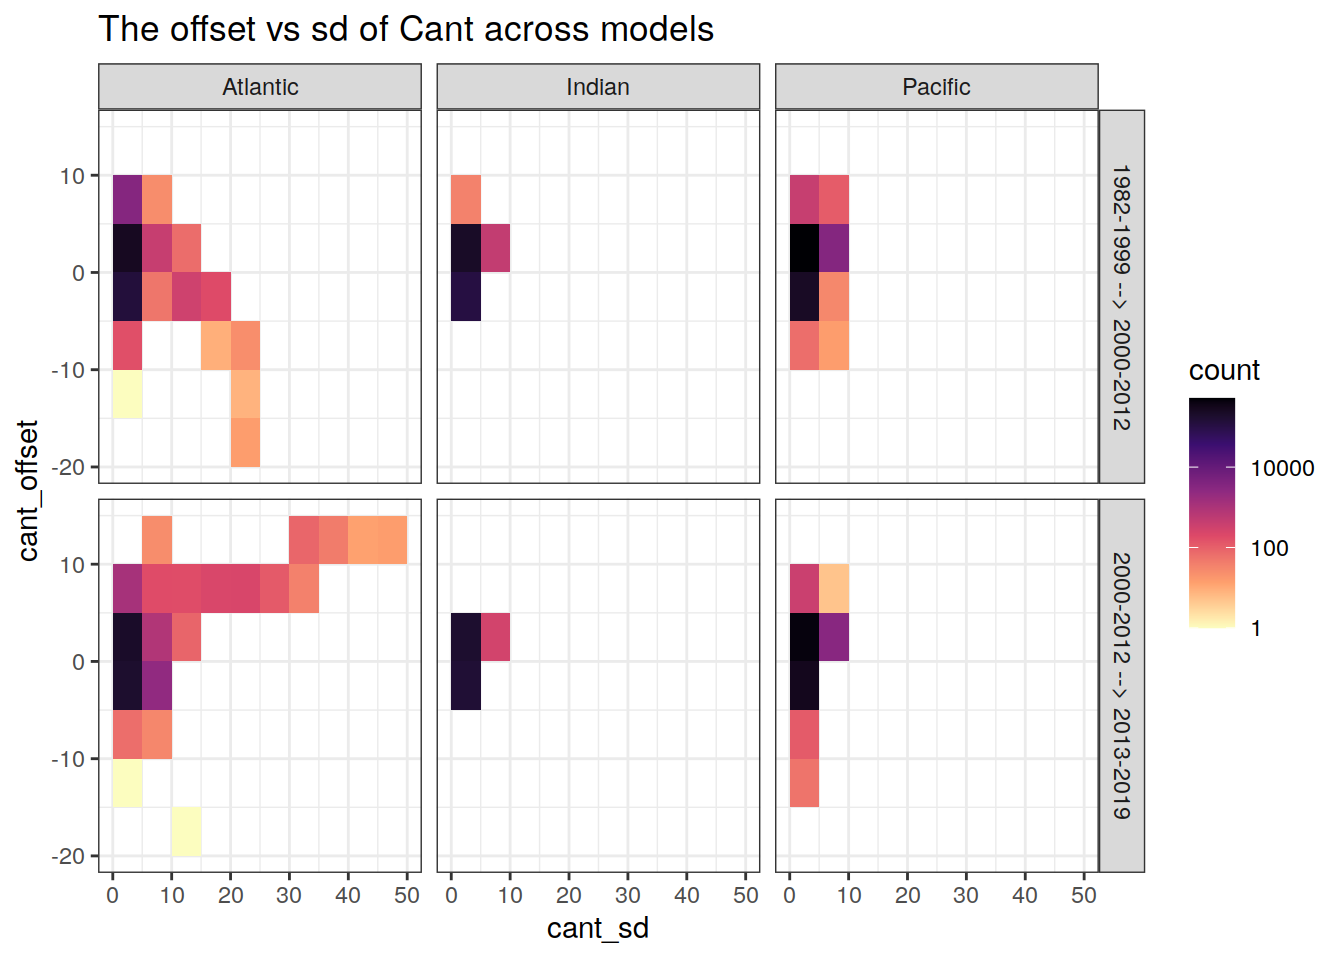 The offset vs sd of Cant across models
Atlantic
Indian
Pacific
10
0
-10
-20
1982-1999 --> 2000-2012
10
0
-10
-20
2000-2012 --> 2013-2019
cant_offset
0 10 20 30 40 50
0 10 20 30 40 50
0 10 20 30 40 50
cant_sd
count
10000
100
1